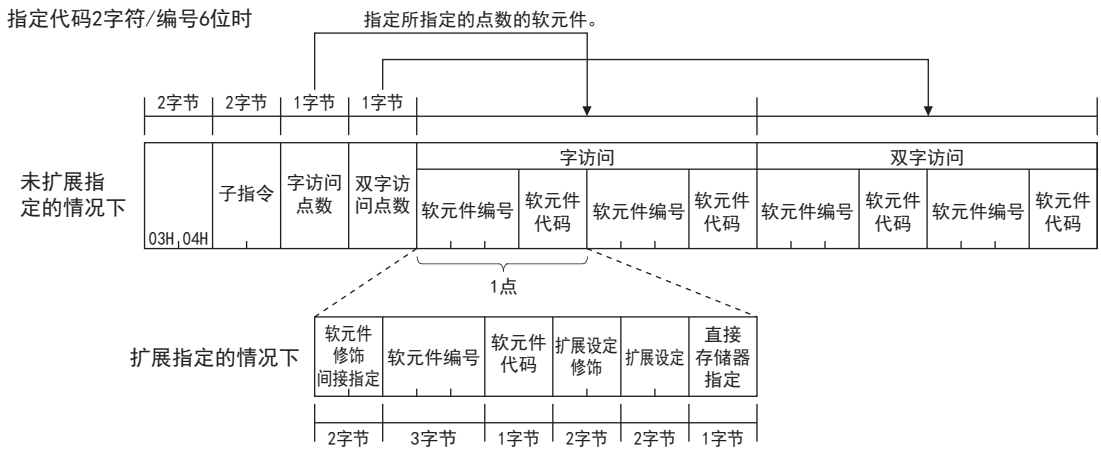 指定代码2字符/编号6位时
指定所指定的点数的软元件。
2字节 2字节 1字节 1字节
未扩展指
定的情况下
03H 04H
子指令
字访问
点数
双字访
问点数
字访问
软元件编号
软元件
代码
软元件编号
软元件
代码
双字访问
软元件编号
软元件
代码
软元件编号
软元件
代码
1点
扩展指定的情况下
软元件
修饰
间接指定
软元件编号
软元件
代码
扩展设定
修饰
扩展设定
直接
存储器
指定
2字节 3字节 1字节 2字节 2字节 1字节